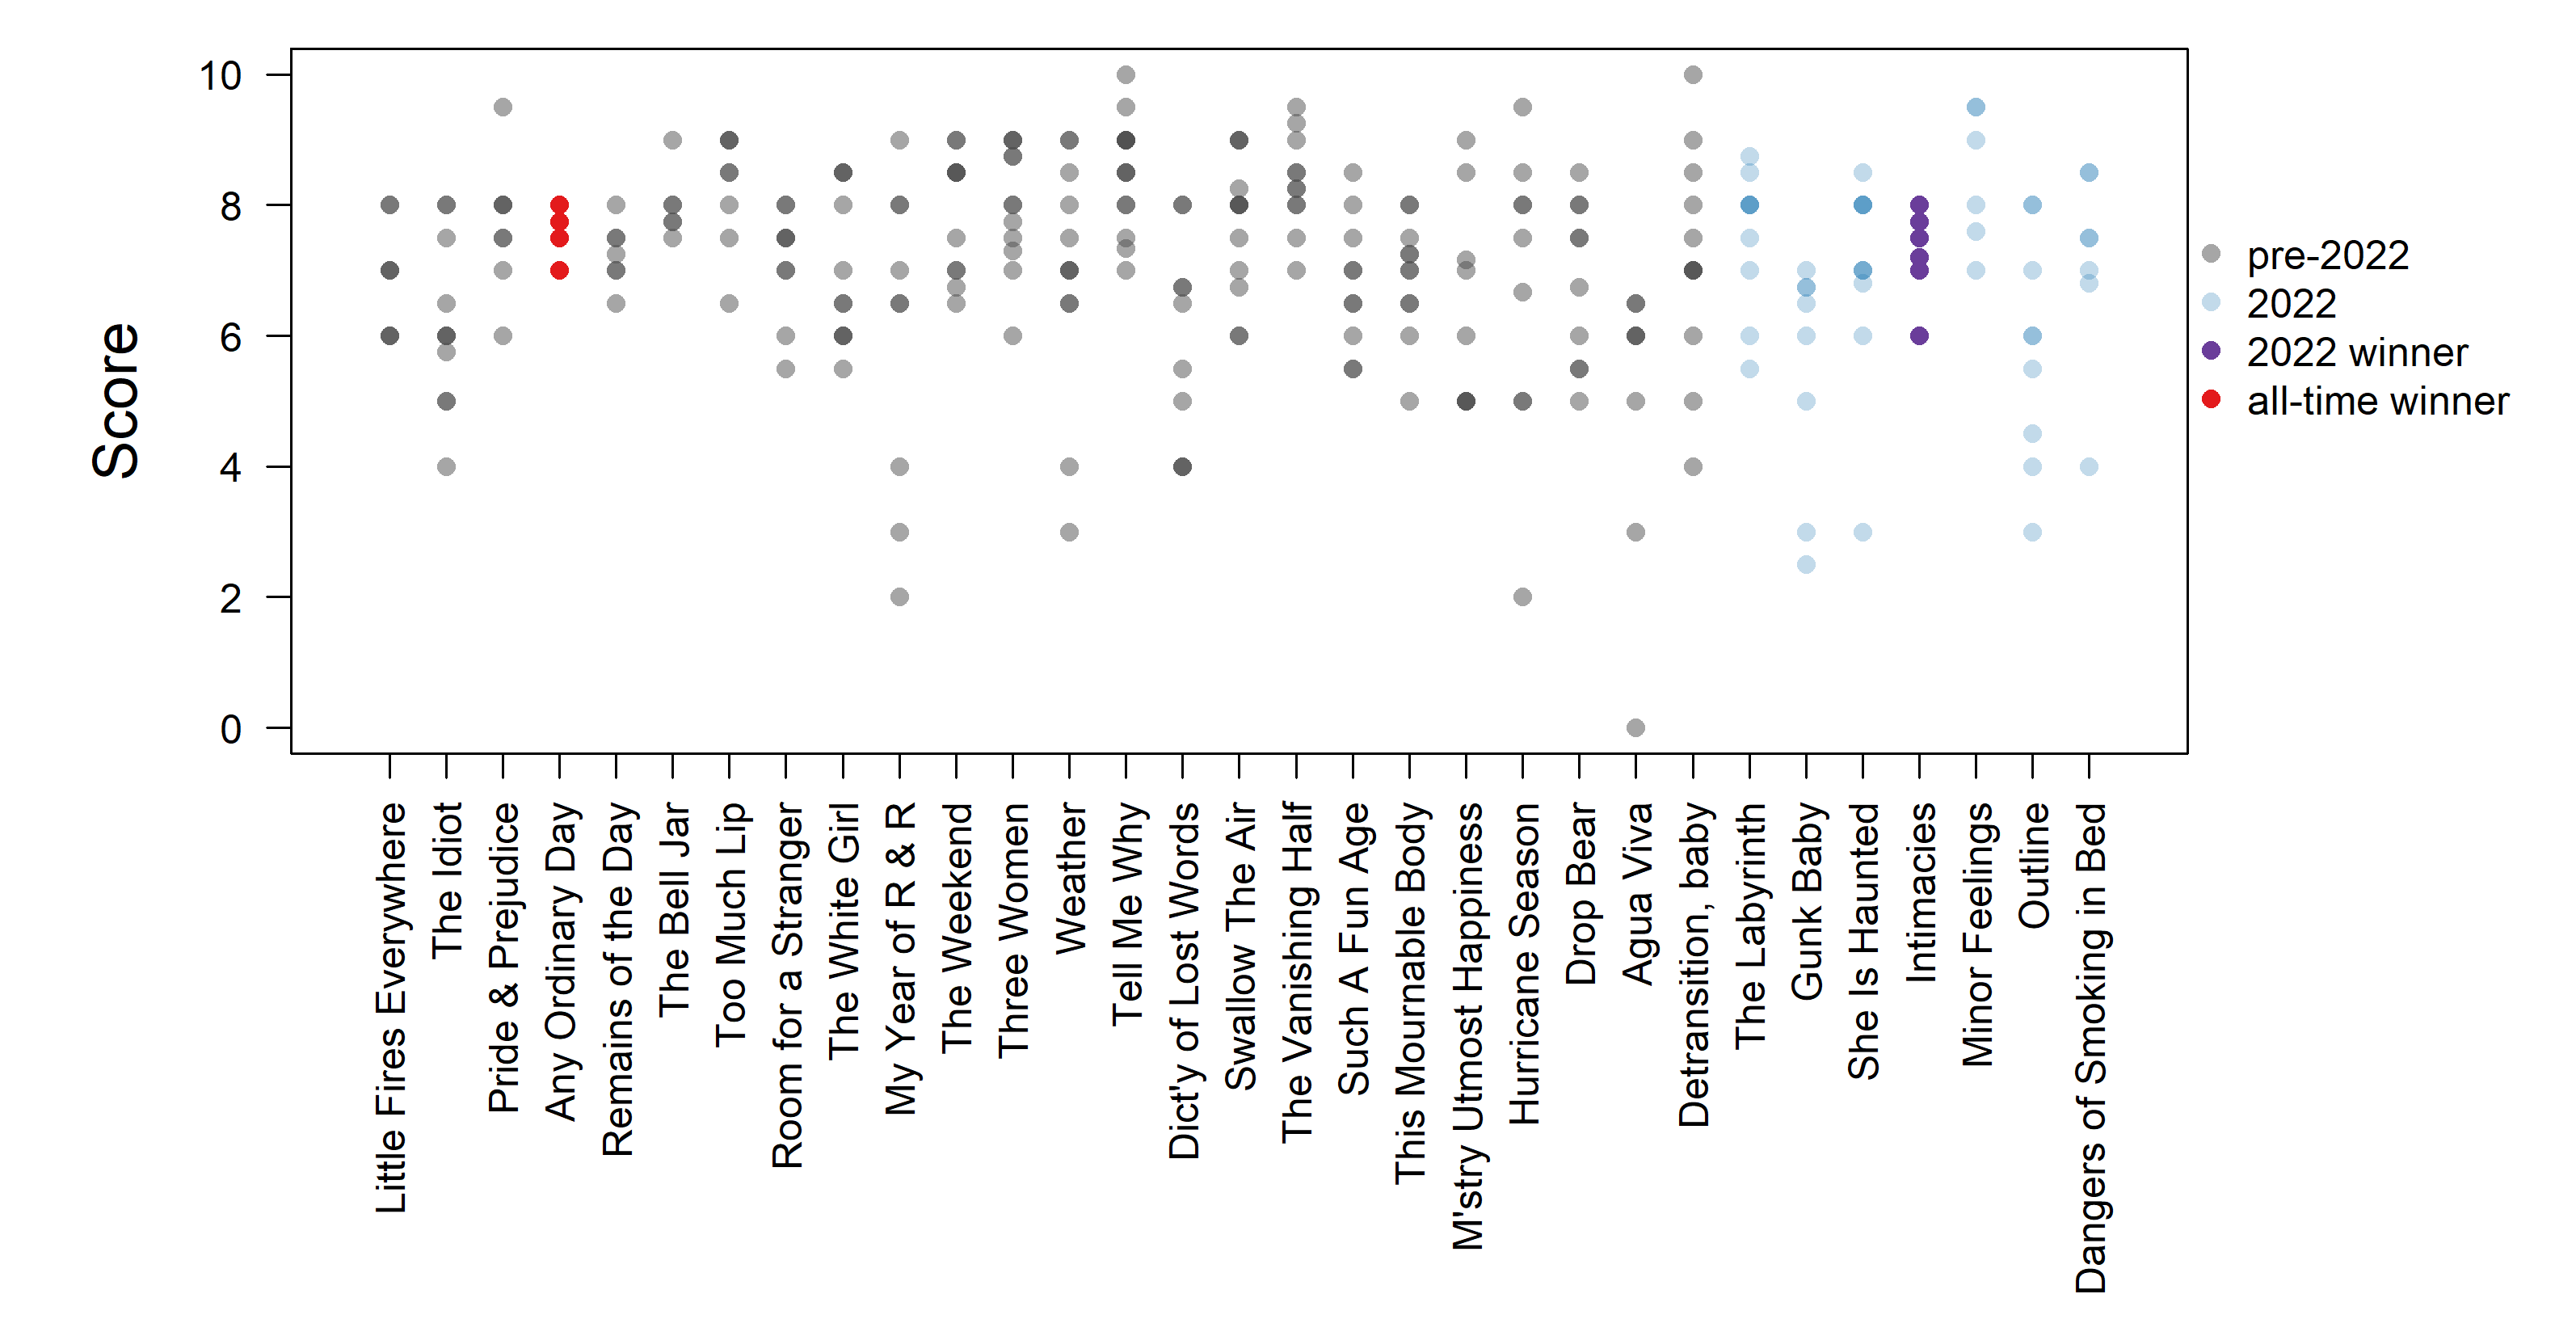 Score
10
8
6
4
2
0
Little Fires Everywhere
The Idiot
Pride & Prejudice
Any Ordinary Day
Remains of the Day
The Bell Jar
Too Much Lip
Room for a Stranger
The White Girl
My Year of R & R
The Weekend
Three Women
Weather
Tell Me Why
Dict'y of Lost Words
Swallow The Air
The Vanishing Half
Such A Fun Age
This Mournable Body
M'stry Utmost Happiness
Hurricane Season
Drop Bear
Agua Viva
Detransition, baby
The Labyrinth
Gunk Baby
She Is Haunted
Intimacies
Minor Feelings
Outline
Dangers of Smoking in Bed
pre-2022
2022
2022 winner
all-time winner